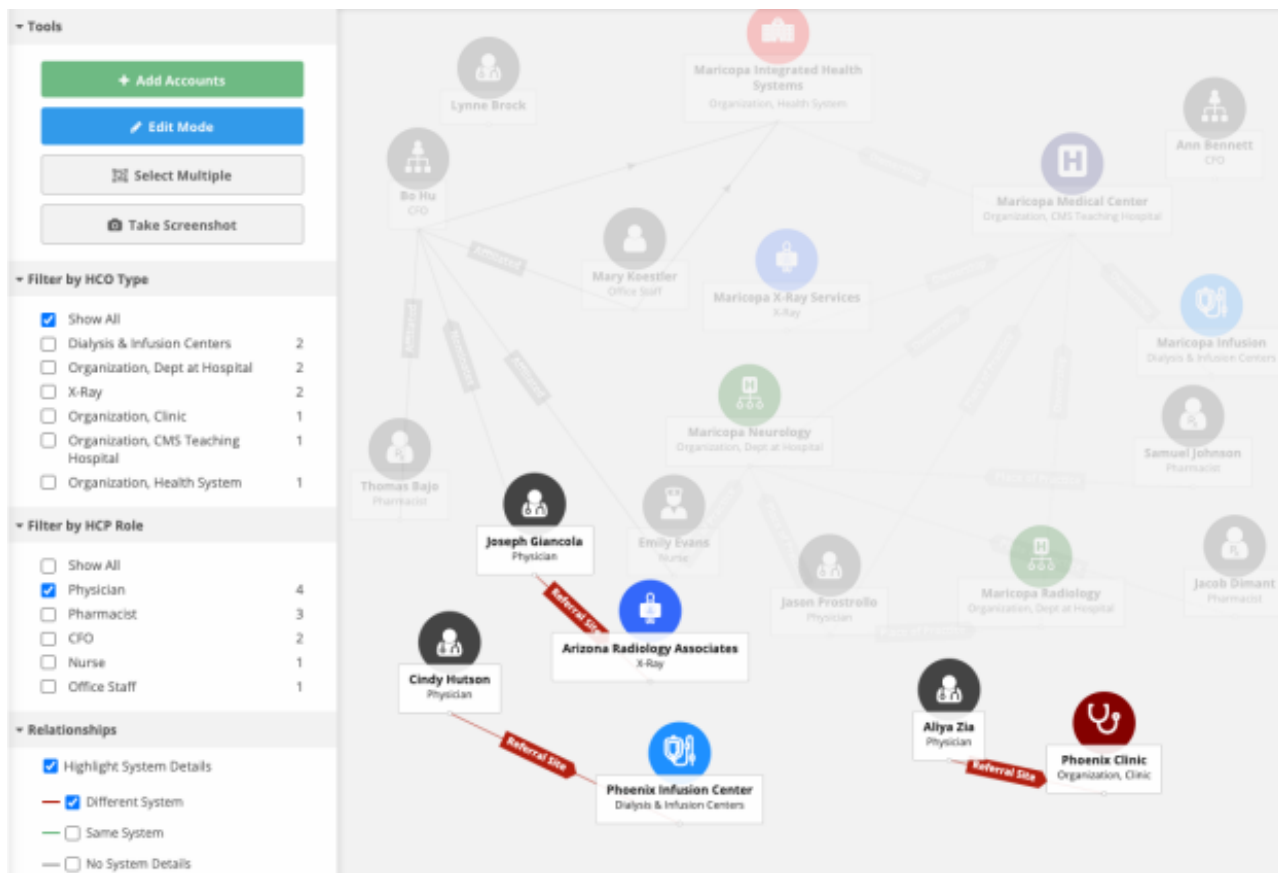 Tools
Add Accounts
Edit Mode
Select Multiple
Take Screenshot
Filter by HCO Type
Show All
Dialysis & Infusion Centers 2
Organization, Dept at Hospital 2
X-Ray 2
Organization, Clinic 1
Organization, CMS Teaching 1
Hospital
Organization, Health System 1
Filter by HCP Role
Show All
Physician 4
Pharmacist 3
CFO 2
Nurse 1
Office Staff 1
Relationships
Highlight System Details
Different System
Same System
No System Details
Maricopa Integrated Health
Systems
Organization, Health System
Lynne Brock
Ann Bennett
CFO
Bo Hu
CFO
Maricopa Medical Center
Organization, CMS Teaching Hospital
Mary Koestler
Office Staff
Maricopa X-Ray Services
X-Ray
Maricopa Infusion
Dialysis & Infusion Centers
Maricopa Neurology
Organization, Dept at Hospital
Samuel Johnson
Pharmacist
Thomas Bajo
Pharmacist
Joseph Giancola
Physician
Emily Evans
Nurse
Jason Prostrollo
Physician
Maricopa Radiology
Organization, Dept at Hospital
Jacob Dimant
Pharmacist
Referral Site
Arizona Radiology Associates
X-Ray
Cindy Hutson
Physician
Referral Site
Phoenix Infusion Center
Dialysis & Infusion Centers
Aliya Zia
Physician
Referral Site
Phoenix Clinic
Organization, Clinic